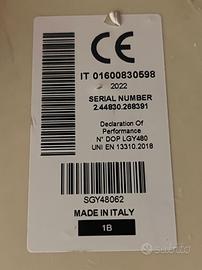 CE
IT 01600830598
2022
SERIAL NUMBER
2.44830.268391
Declaration Of
Performance
N° DOP LGY480
UNI EN 13310.2018
SGY48062
MADE IN ITALY
1B
subito